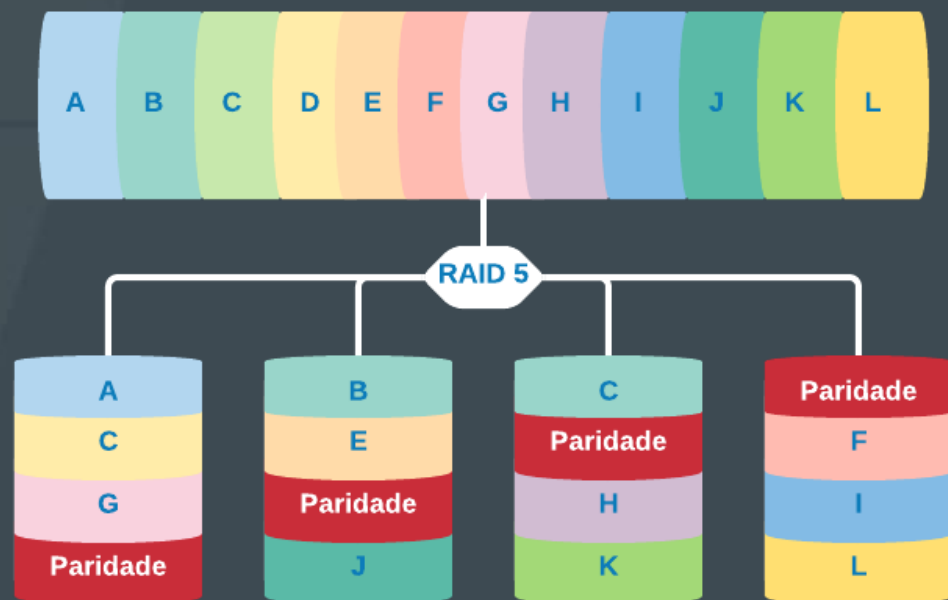 A B C D E F G H I J K L
RAID 5
A B C Paridade
C E Paridade F
G Paridade H I
Paridade J K L